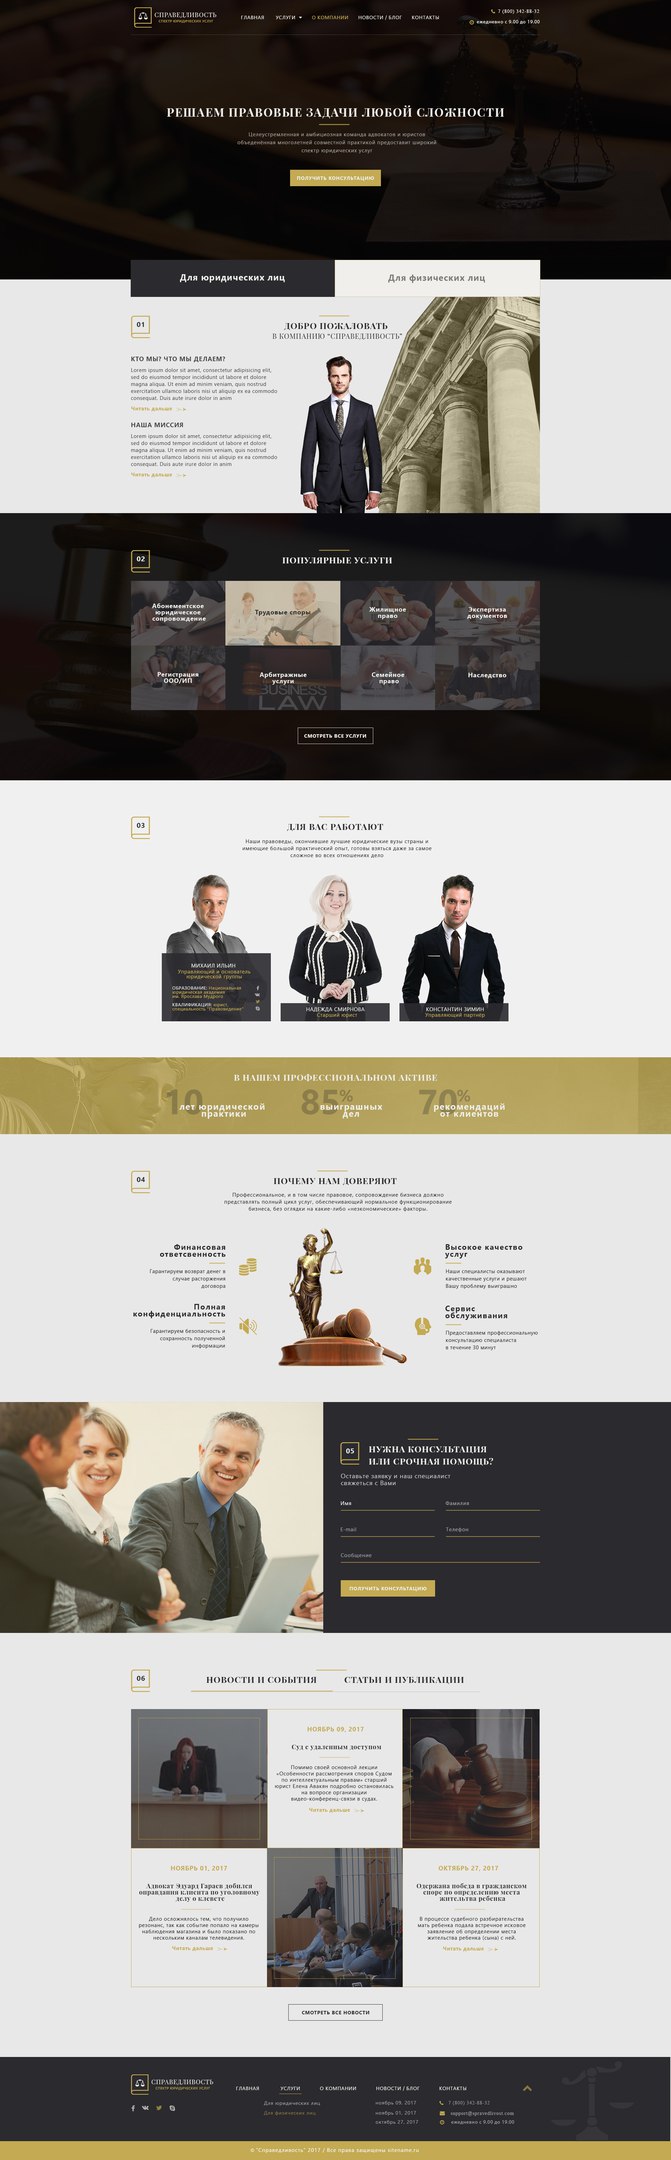 СПРАВЕДЛИВОСТЬ
СПЕКТР ЮРИДИЧЕСКИХ УСЛУГ
ГЛАВНАЯ УСЛУГИ О КОМПАНИИ НОВОСТИ / БЛОГ КОНТАКТЫ
7 (800) 342-88-32
ежедневно с 9.00 до 19.00
РЕШАЕМ ПРАВОВЫЕ ЗАДАЧИ ЛЮБОЙ СЛОЖНОСТИ
Целеустремленная и амбициозная команда адвокатов и юристов
объеденённая многолетней совместной практикой предоставит широкий
спектр юридических услуг
ПОЛУЧИТЬ КОНСУЛЬТАЦИЮ
Для юридических лиц
Для физических лиц
01
ДОБРО ПОЖАЛОВАТЬ
В КОМПАНИЮ "СПРАВЕДЛИВОСТЬ"
КТО МЫ? ЧТО МЫ ДЕЛАЕМ?
Lorem ipsum dolor sit amet, consectetur adipisicing elit,
sed do eiusmod tempor incididunt ut labore et dolore
magna aliqua. Ut enim ad minim veniam, quis nostrud
exercitation ullamco laboris nisi ut aliquip ex ea commodo
consequat. Duis aute irure dolor in anim
Читать дальше
НАША МИССИЯ
Lorem ipsum dolor sit amet, consectetur adipisicing elit,
sed do eiusmod tempor incididunt ut labore et dolore
magna aliqua. Ut enim ad minim veniam, quis nostrud
exercitation ullamco laboris nisi ut aliquip ex ea commodo
consequat. Duis aute irure dolor in anim
Читать дальше
02
ПОПУЛЯРНЫЕ УСЛУГИ
Абонементское
юридическое
сопровождение
Трудовые споры
Жилищное
право
Экспертиза
документов
Регистрация
ООО/ИП
Арбитражные
услуги
BUSINESS
LAW
Семейное
право
Наследство
СМОТРЕТЬ ВСЕ УСЛУГИ
03
ДЛЯ ВАС РАБОТАЮТ
Наши правоведы, окончившие лучшие юридические вузы страны и
имеющие большой практический опыт, готовы взяться даже за самое
сложное во всех отношениях дело
МИХАИЛ ИЛЬИН
Управляющий и основатель
юридической группы
ОБРАЗОВАНИЕ: Национальная
юридическая академия
им. Ярослава Мудрого
КВАЛИФИКАЦИЯ: юрист,
специальность "Правоведение"
НАДЕЖДА СМИРНОВА
Старший юрист
КОНСТАНТИН ЗИМИН
Управляющий партнёр
В НАШЕМ ПРОФЕССИОНАЛЬНОМ АКТИВЕ
10
лет юридической
практики
85%
выиграшных
дел
70%
рекомендаций
от клиентов
04
ПОЧЕМУ НАМ ДОВЕРЯЮТ
Профессиональное, и в том числе правовое, сопровождение бизнеса должно
представлять полный цикл услуг, обеспечивающий нормальное функционирование
бизнеса, без оглядки на какие-либо «неэкономические» факторы.
Финансовая
ответсвенность
Гарантируем возврат денег в
случае расторжения
договора
Полная
конфиденциальность
Гарантируем безопасность и
сохранность полученной
информации
Высокое качество
услуг
Наши специалисты оказывают
качественные услуги и решают
Вашу проблему выиграшно
Сервис
обслуживания
Предоставляем профессиональную
консультацию специалиста
в течение 30 минут
05
НУЖНА КОНСУЛЬТАЦИЯ
ИЛИ СРОЧНАЯ ПОМОЩЬ?
Оставьте заявку и наш специалист
свяжеться с Вами
Имя
Фамилия
E-mail
Телефон
Сообщение
ПОЛУЧИТЬ КОНСУЛЬТАЦИЮ
06
НОВОСТИ И СОБЫТИЯ
СТАТЬИ И ПУБЛИКАЦИИ
НОЯБРЬ 09, 2017
Суд с удаленным доступом
Помимо своей основной лекции
«Особенности рассмотрения споров Судом
по интеллектуальным правам» старший
юрист Елена Авакян подробно остановилась
на вопросе организации
видео-конференц-связи в судах.
Читать дальше
НОЯБРЬ 01, 2017
Адвокат Эдуард Гараев добился
оправдания клиента по уголовному
делу о клевете
Дело осложнялось тем, что получило
резонанс, так как событие попало на камеры
наблюдения магазина и было показано по
нескольким каналам телевидения.
Читать дальше
ОКТЯБРЬ 27, 2017
Одержана победа в гражданском
споре по определению места
жительства ребенка
В процессе судебного разбирательства
мать ребенка подала встречное исковое
заявление об определении места
жительства ребенка (сына) с ней.
Читать дальше
СМОТРЕТЬ ВСЕ НОВОСТИ
СПРАВЕДЛИВОСТЬ
СПЕКТР ЮРИДИЧЕСКИХ УСЛУГ
ГЛАВНАЯ УСЛУГИ О КОМПАНИИ НОВОСТИ / БЛОГ КОНТАКТЫ
Для юридических лиц
Для физических лиц
ноябрь 09, 2017
ноябрь 01, 2017
октябрь 27, 2017
7 (800) 342-88-32
support@spravedlivost.com
ежедневно с 9.00 до 19.00
© "Справедливость" 2017 / Все права защищены sitename.ru